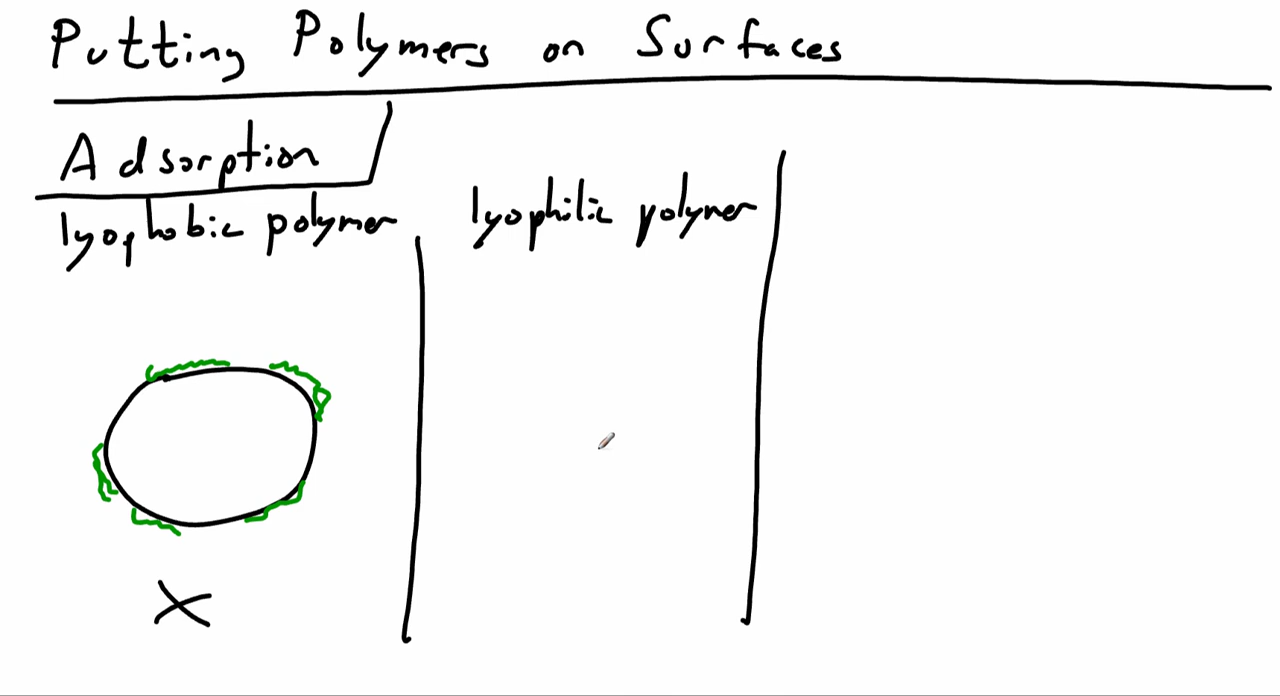 Putting Polymers on Surfaces
Adsorption
lyophobic polymer
lyophilic polymer
X